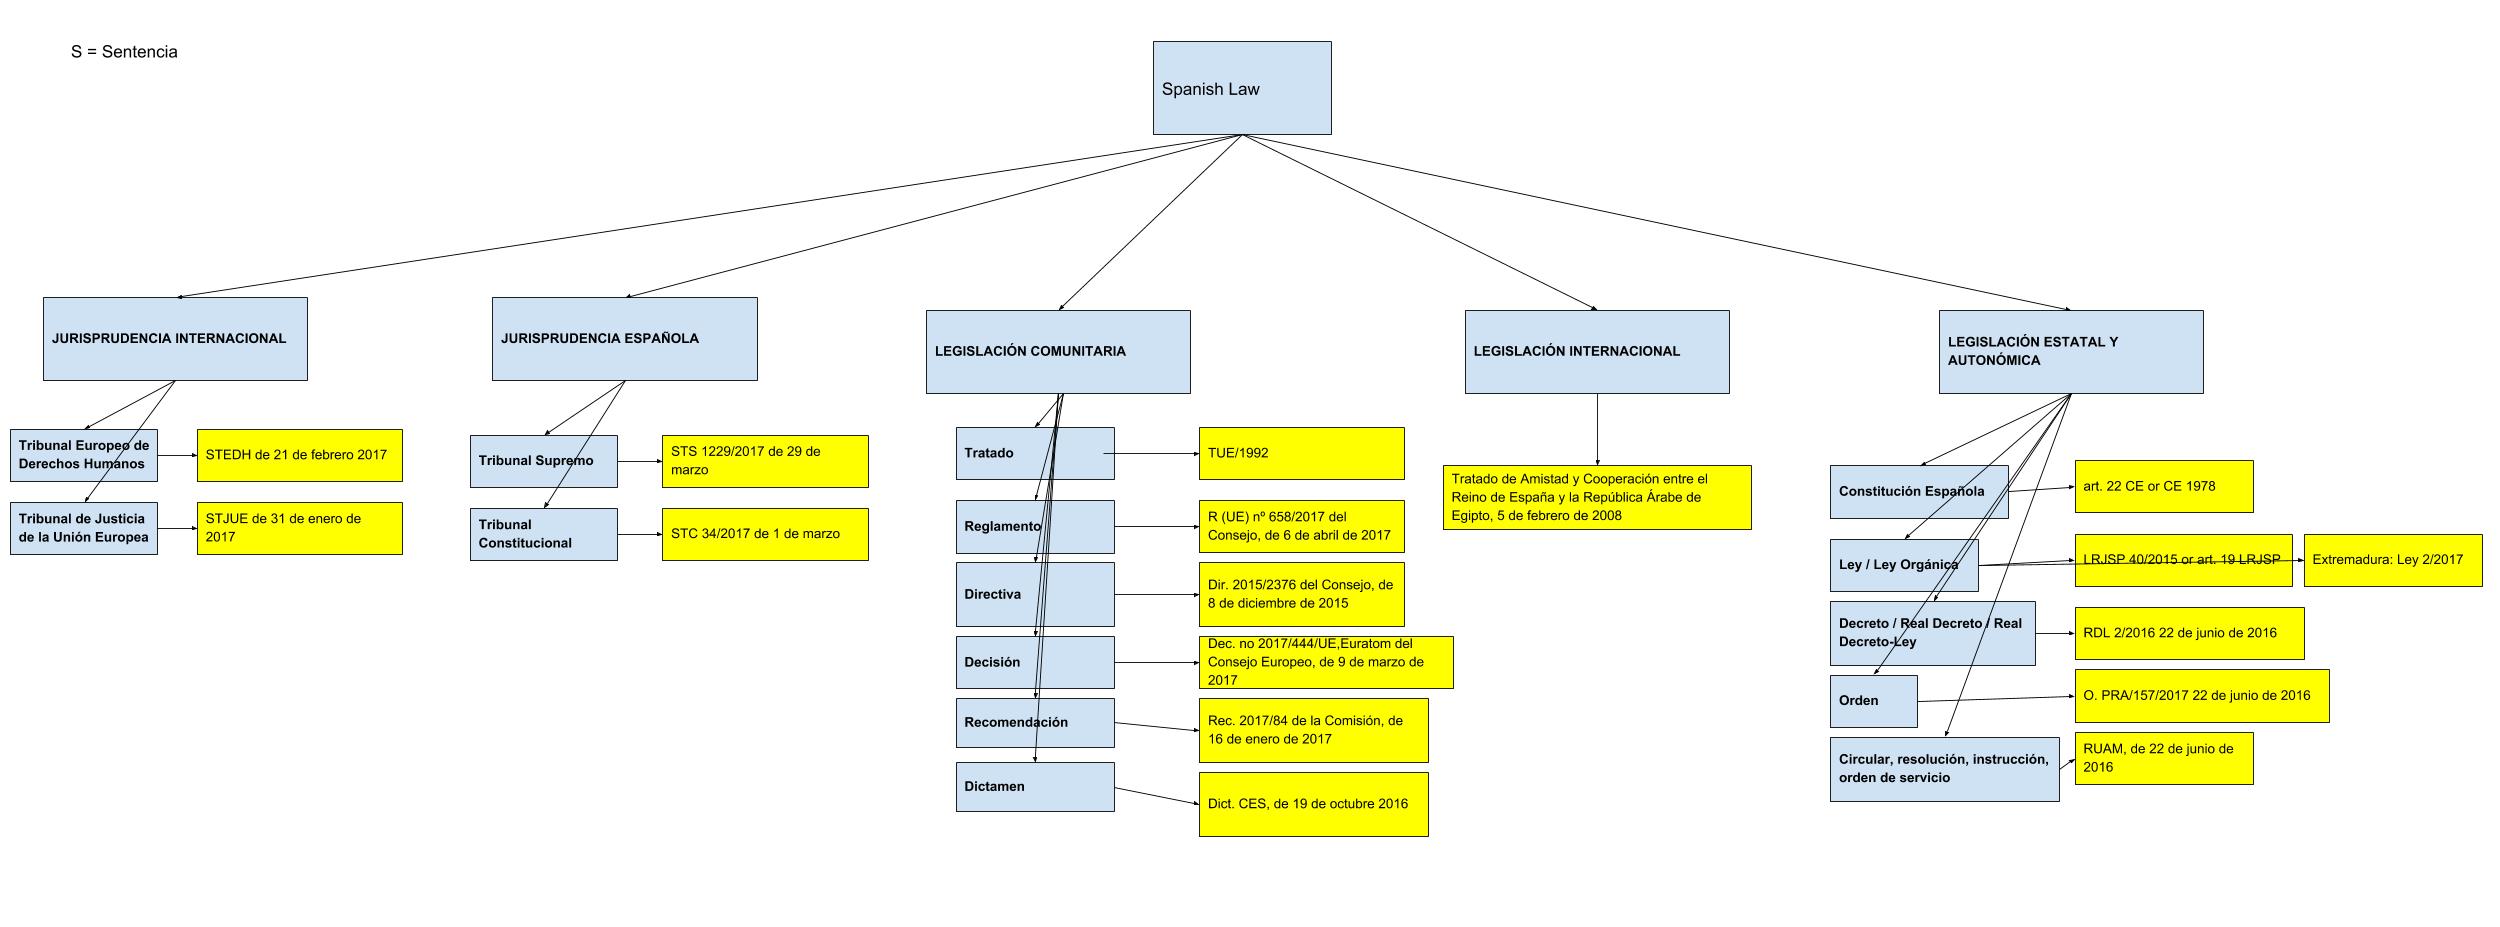 S = Sentencia
Spanish Law
JURISPRUDENCIA INTERNACIONAL
Tribunal Europeo de
Derechos Humanos
STEDH de 21 de febrero 2017
Tribunal de Justicia
de la Unión Europea
STJUE de 31 de enero de
2017
JURISPRUDENCIA ESPAÑOLA
Tribunal Supremo
STS 1229/2017 de 29 de
marzo
Tribunal
Constitucional
STC 34/2017 de 1 de marzo
LEGISLACIÓN COMUNITARIA
Tratado
TUE/1992
Reglamento
R (UE) nº 658/2017 del
Consejo, de 6 de abril de 2017
Directiva
Dir. 2015/2376 del Consejo, de
8 de diciembre de 2015
Decisión
Dec. no 2017/444/UE,Euratom del
Consejo Europeo, de 9 de marzo de
2017
Recomendación
Rec. 2017/84 de la Comisión, de
16 de enero de 2017
Dictamen
Dict. CES, de 19 de octubre 2016
LEGISLACIÓN INTERNACIONAL
Tratado de Amistad y Cooperación entre el
Reino de España y la República Árabe de
Egipto, 5 de febrero de 2008
LEGISLACIÓN ESTATAL Y
AUTONÓMICA
Constitución Española
art. 22 CE or CE 1978
Ley / Ley Orgánica
LRJSP 40/2015 or art. 19 LRJSP
Extremadura: Ley 2/2017
Decreto / Real Decreto / Real
Decreto-Ley
RDL 2/2016 22 de junio de 2016
Orden
O. PRA/157/2017 22 de junio de 2016
Circular, resolución, instrucción,
orden de servicio
RUAM, de 22 de junio de
2016